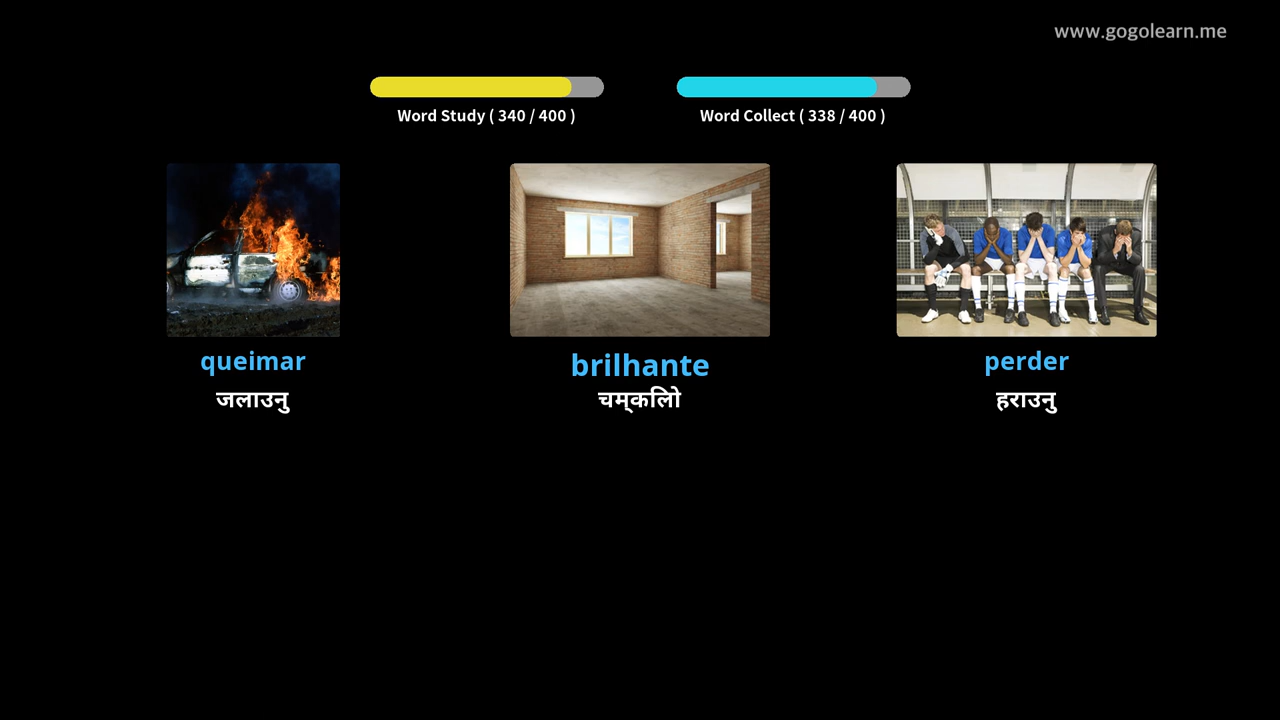 www.gogolearn.me
Word Study ( 340 / 400 )
Word Collect ( 338 / 400 )
queimar
brilhante
perder
जलाउनु
चम्किलो
हराउनु